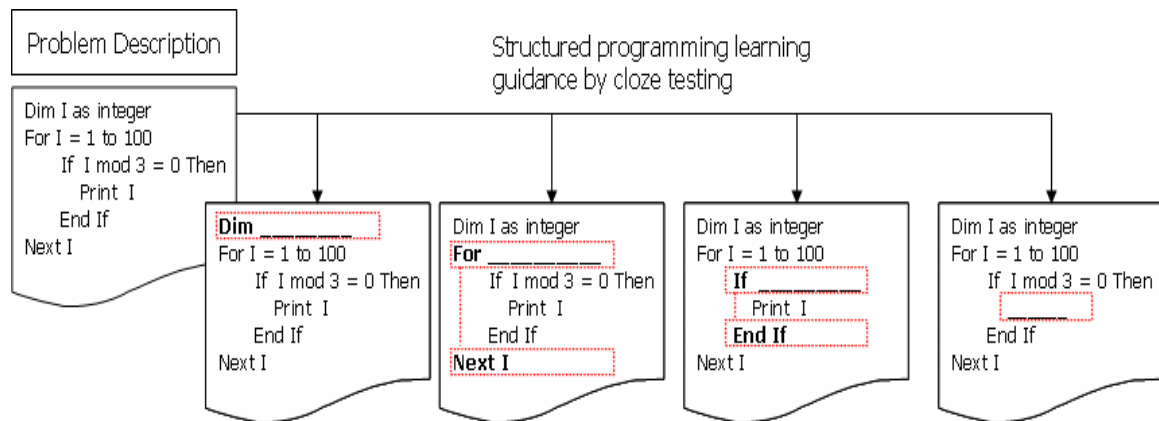 Problem Description
Structured programming learning
guidance by cloze testing
Dim I as integer
For I = 1 to 100
If I mod 3 = 0 Then
Print I
End If
Next I
Dim ________
For I = 1 to 100
If I mod 3 = 0 Then
Print I
End If
Next I
Dim I as integer
For __________
If I mod 3 = 0 Then
Print I
End If
Next I
Dim I as integer
For I = 1 to 100
If _________
Print I
End If
Next I
Dim I as integer
For I = 1 to 100
If I mod 3 = 0 Then
_____
End If
Next I